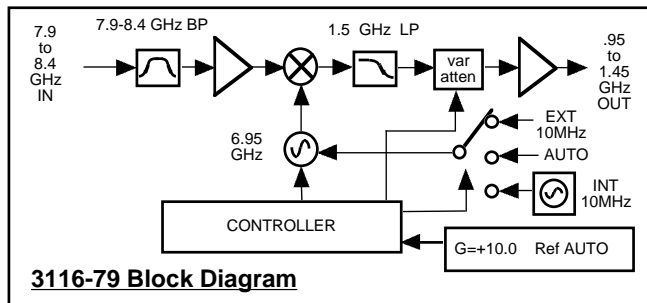 7.9
to
8.4
GHz
IN
7.9-8.4 GHz BP
1.5 GHz LP
var
atten
.95
to
1.45
GHz
OUT
6.95
GHz
EXT
10MHz
AUTO
INT
10MHz
CONTROLLER
G=+10.0 Ref AUTO
3116-79 Block Diagram